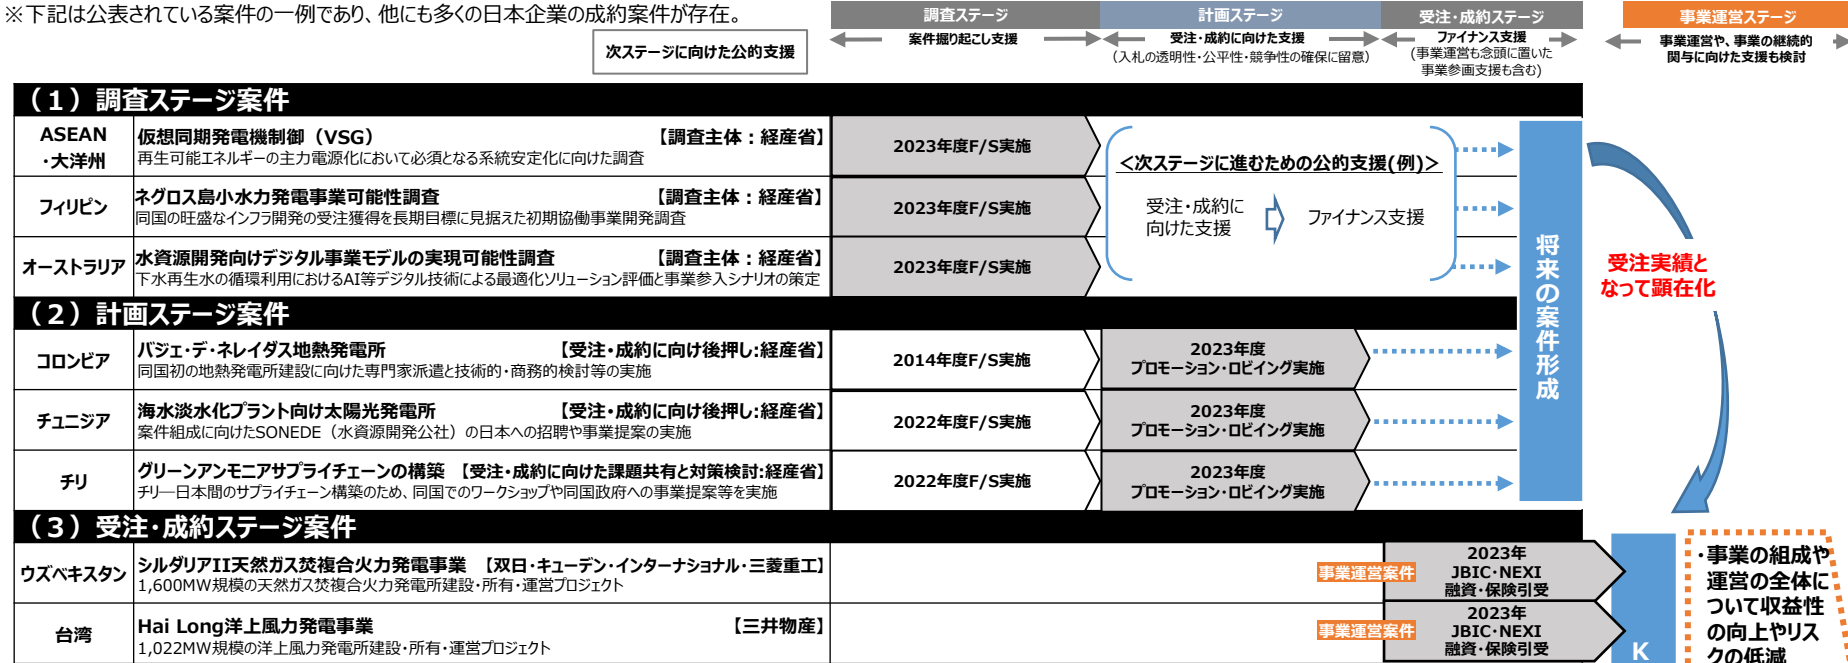 ※下記は公表されている案件の一例であり、他にも多くの日本企業の成約案件が存在。
次ステージに向けた公的支援
調査ステージ
案件掘り起こし支援
計画ステージ
受注・成約に向けた支援
(入札の透明性・公平性・競争性の確保に留意)
受注・成約ステージ
ファイナンス支援
(事業運営も念頭に置いた
事業参画支援も含む)
事業運営ステージ
事業運営や、事業の継続的
関与に向けた支援も検討
（１）調査ステージ案件
ASEAN
・大洋州
仮想同期発電機制御（VSG） 【調査主体：経産省】
再生可能エネルギーの主力電源化において必須となる系統安定化に向けた調査
2023年度F/S実施
フィリピン
ネグロス島小水力発電事業可能性調査 【調査主体：経産省】
同国の旺盛なインフラ開発の受注獲得を長期目標に見据えた初期協働事業開発調査
2023年度F/S実施
オーストラリア
水資源開発向けデジタル事業モデルの実現可能性調査 【調査主体：経産省】
下水再生水の循環利用におけるAI等デジタル技術による最適化ソリューション評価と事業参入シナリオの策定
2023年度F/S実施
<次ステージに進むための公的支援(例)>
受注・成約に
向けた支援
ファイナンス支援
将来の案件形成
受注実績と
なって顕在化
（２）計画ステージ案件
コロンビア
バジェ・デ・ネレイダス地熱発電所 【受注・成約に向け後押し:経産省】
同国初の地熱発電所建設に向けた専門家派遣と技術的・商務的検討等の実施
2014年度F/S実施
2023年度
プロモーション・ロビイング実施
チュニジア
海水淡水化プラント向け太陽光発電所 【受注・成約に向け後押し:経産省】
案件組成に向けたSONEDE（水資源開発公社）の日本への招聘や事業提案の実施
2022年度F/S実施
2023年度
プロモーション・ロビイング実施
チリ
グリーンアンモニアサプライチェーンの構築 【受注・成約に向けた課題共有と対策検討:経産省】
チリ―日本間のサプライチェーン構築のため、同国でのワークショップや同国政府への事業提案等を実施
2022年度F/S実施
2023年度
プロモーション・ロビイング実施
（３）受注・成約ステージ案件
ウズベキスタン
シルダリアII天然ガス焚複合火力発電事業 【双日・キューデン・インターナショナル・三菱重工】
1,600MW規模の天然ガス焚複合火力発電所建設・所有・運営プロジェクト
事業運営案件
2023年
JBIC・NEXI
融資・保険引受
台湾
Hai Long洋上風力発電事業 【三井物産】
1,022MW規模の洋上風力発電所建設・所有・運営プロジェクト
事業運営案件
2023年
JBIC・NEXI
融資・保険引受
K
・事業の組成や
運営の全体に
ついて収益性
の向上やリス
クの低減